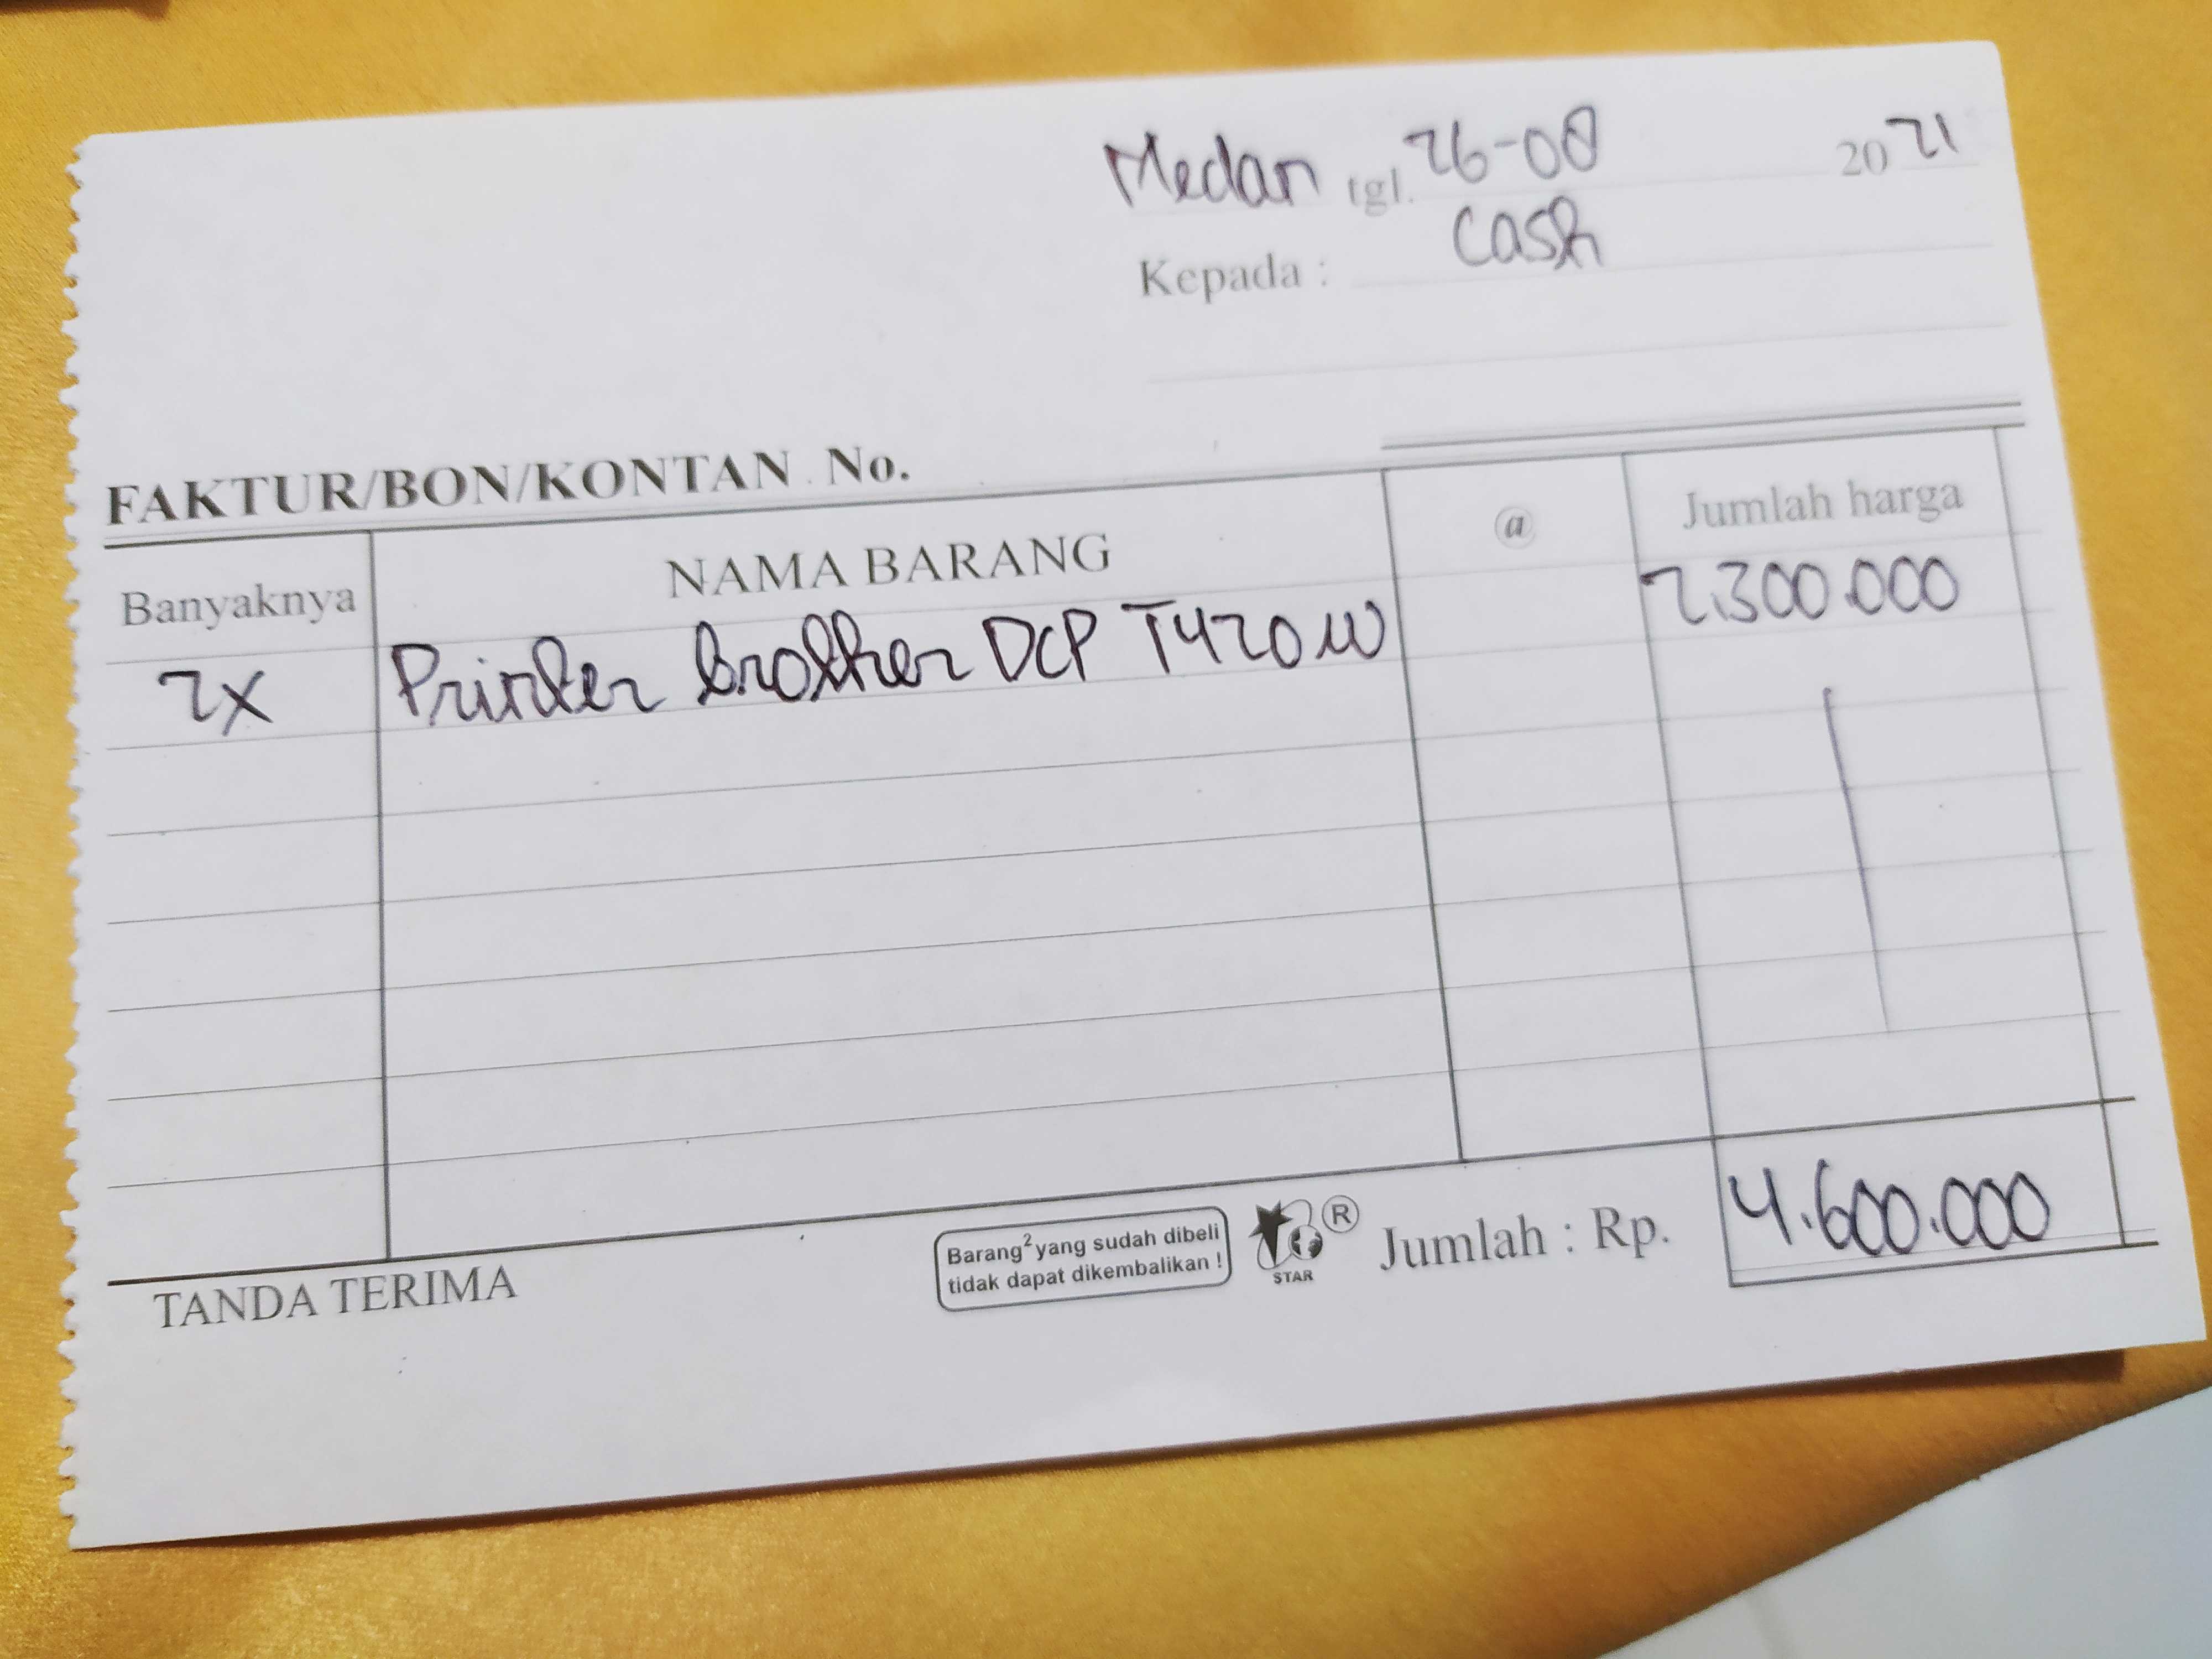 Medan tgl. 26-08 2021
Kepada : Cash
FAKTUR/BON/KONTAN No.
Banyaknya NAMA BARANG @ Jumlah harga
2x Printer brother DCP T420W 2.300.000
Barang² yang sudah dibeli
tidak dapat dikembalikan !
STAR ®
Jumlah : Rp. 4.600.000
TANDA TERIMA